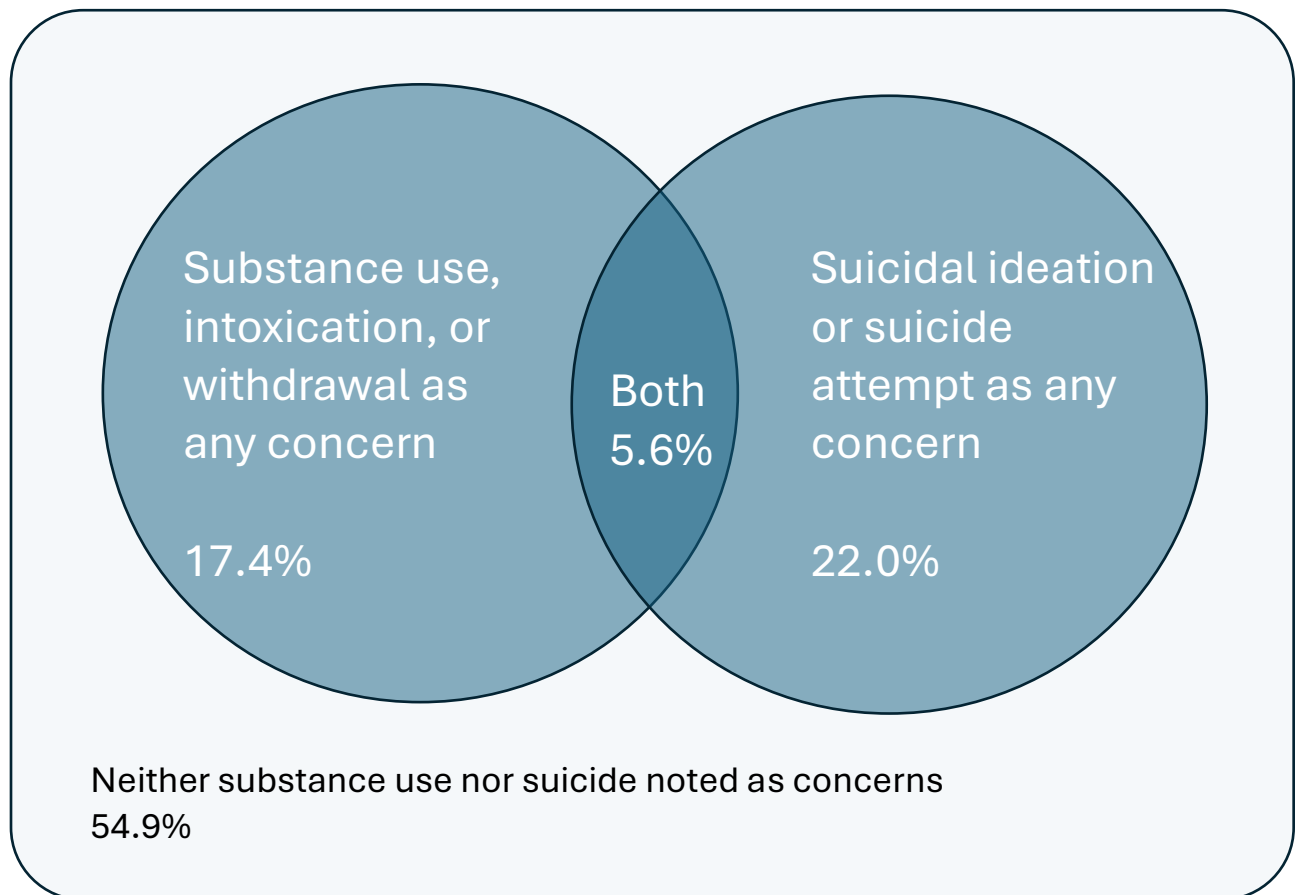 Substance use,
intoxication, or
withdrawal as
any concern
17.4%
Both
5.6%
Suicidal ideation
or suicide
attempt as any
concern
22.0%
Neither substance use nor suicide noted as concerns
54.9%